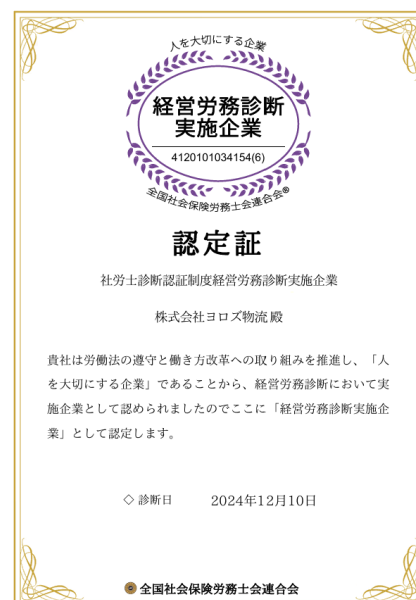 人を大切にする企業
経営労務診断
実施企業
4120101034154(6)
全国社会保険労務士会連合会®
認定証
社労士診断認証制度経営労務診断実施企業
株式会社ヨロズ物流 殿
貴社は労働法の遵守と働き方改革への取り組みを推進し、「人
を大切にする企業」であることから、経営労務診断において実
施企業として認められましたのでここに「経営労務診断実施企
業」として認定します。
◇ 診断日 2024年12月10日
全国社会保険労務士会連合会